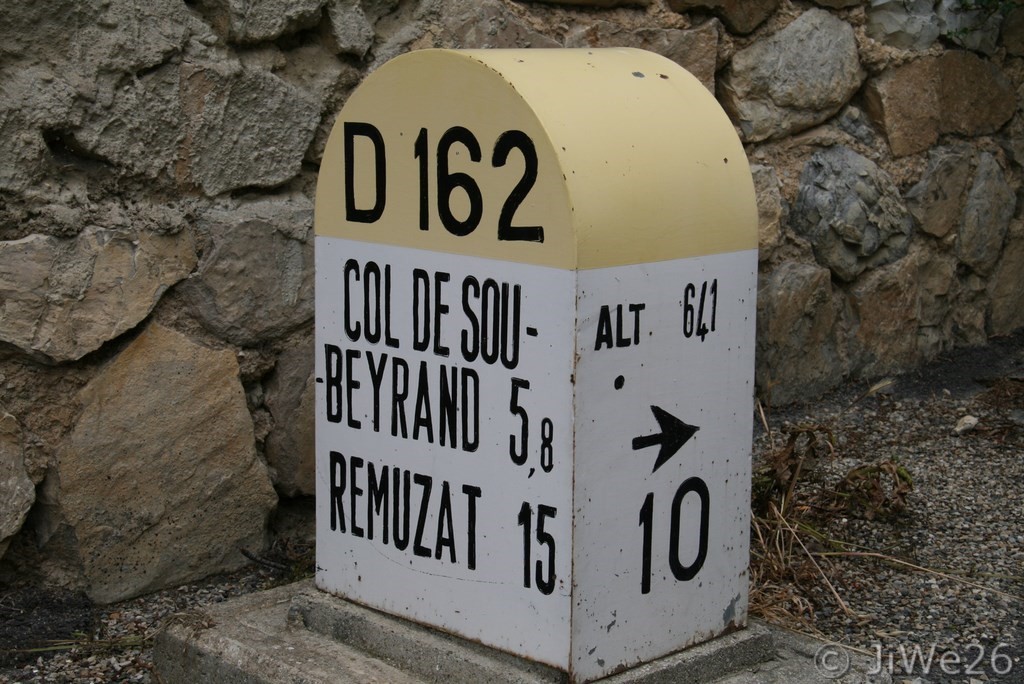 D 162
COL DE SOU-
-BEYRAND 5,8
REMUZAT 15
ALT. 641
10
© JiWe26